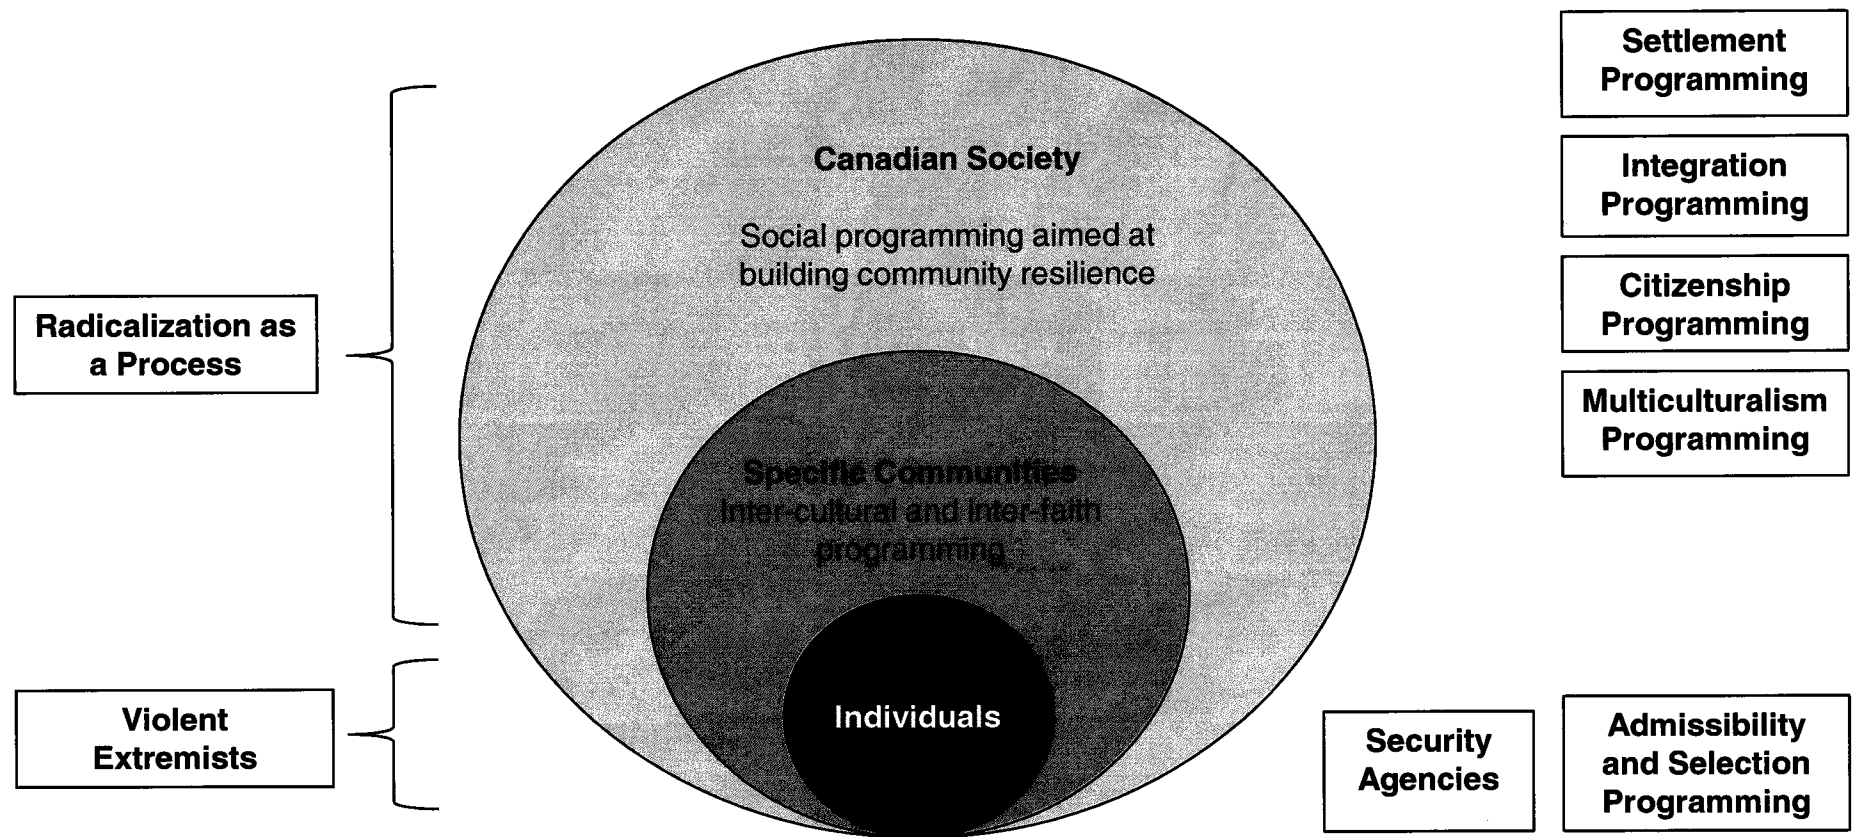 Radicalization as
a Process
Violent
Extremists
Canadian Society
Social programming aimed at
building community resilience
Specific Communities
Inter-cultural and inter-faith
programming
Individuals
Settlement
Programming
Integration
Programming
Citizenship
Programming
Multiculturalism
Programming
Security
Agencies
Admissibility
and Selection
Programming